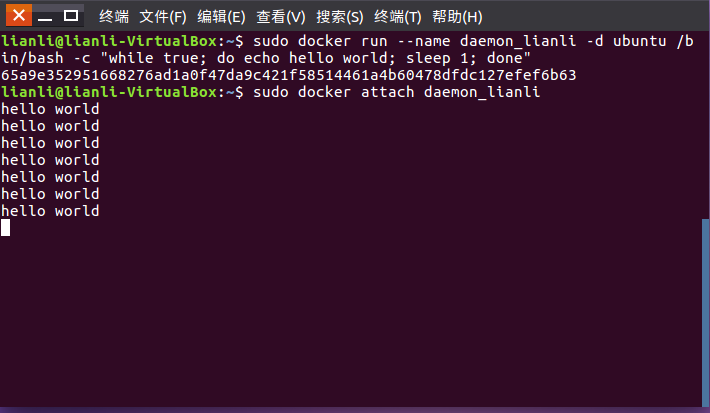 终端 文件(F) 编辑(E) 查看(V) 搜索(S) 终端(T) 帮助(H)
lianli@lianli-VirtualBox:~$ sudo docker run --name daemon_lianli -d ubuntu /b
in/bash -c "while true; do echo hello world; sleep 1; done"
65a9e352951668276ad1a0f47da9c421f58514461a4b60478dfdc127efef6b63
lianli@lianli-VirtualBox:~$ sudo docker attach daemon_lianli
hello world
hello world
hello world
hello world
hello world
hello world
hello world